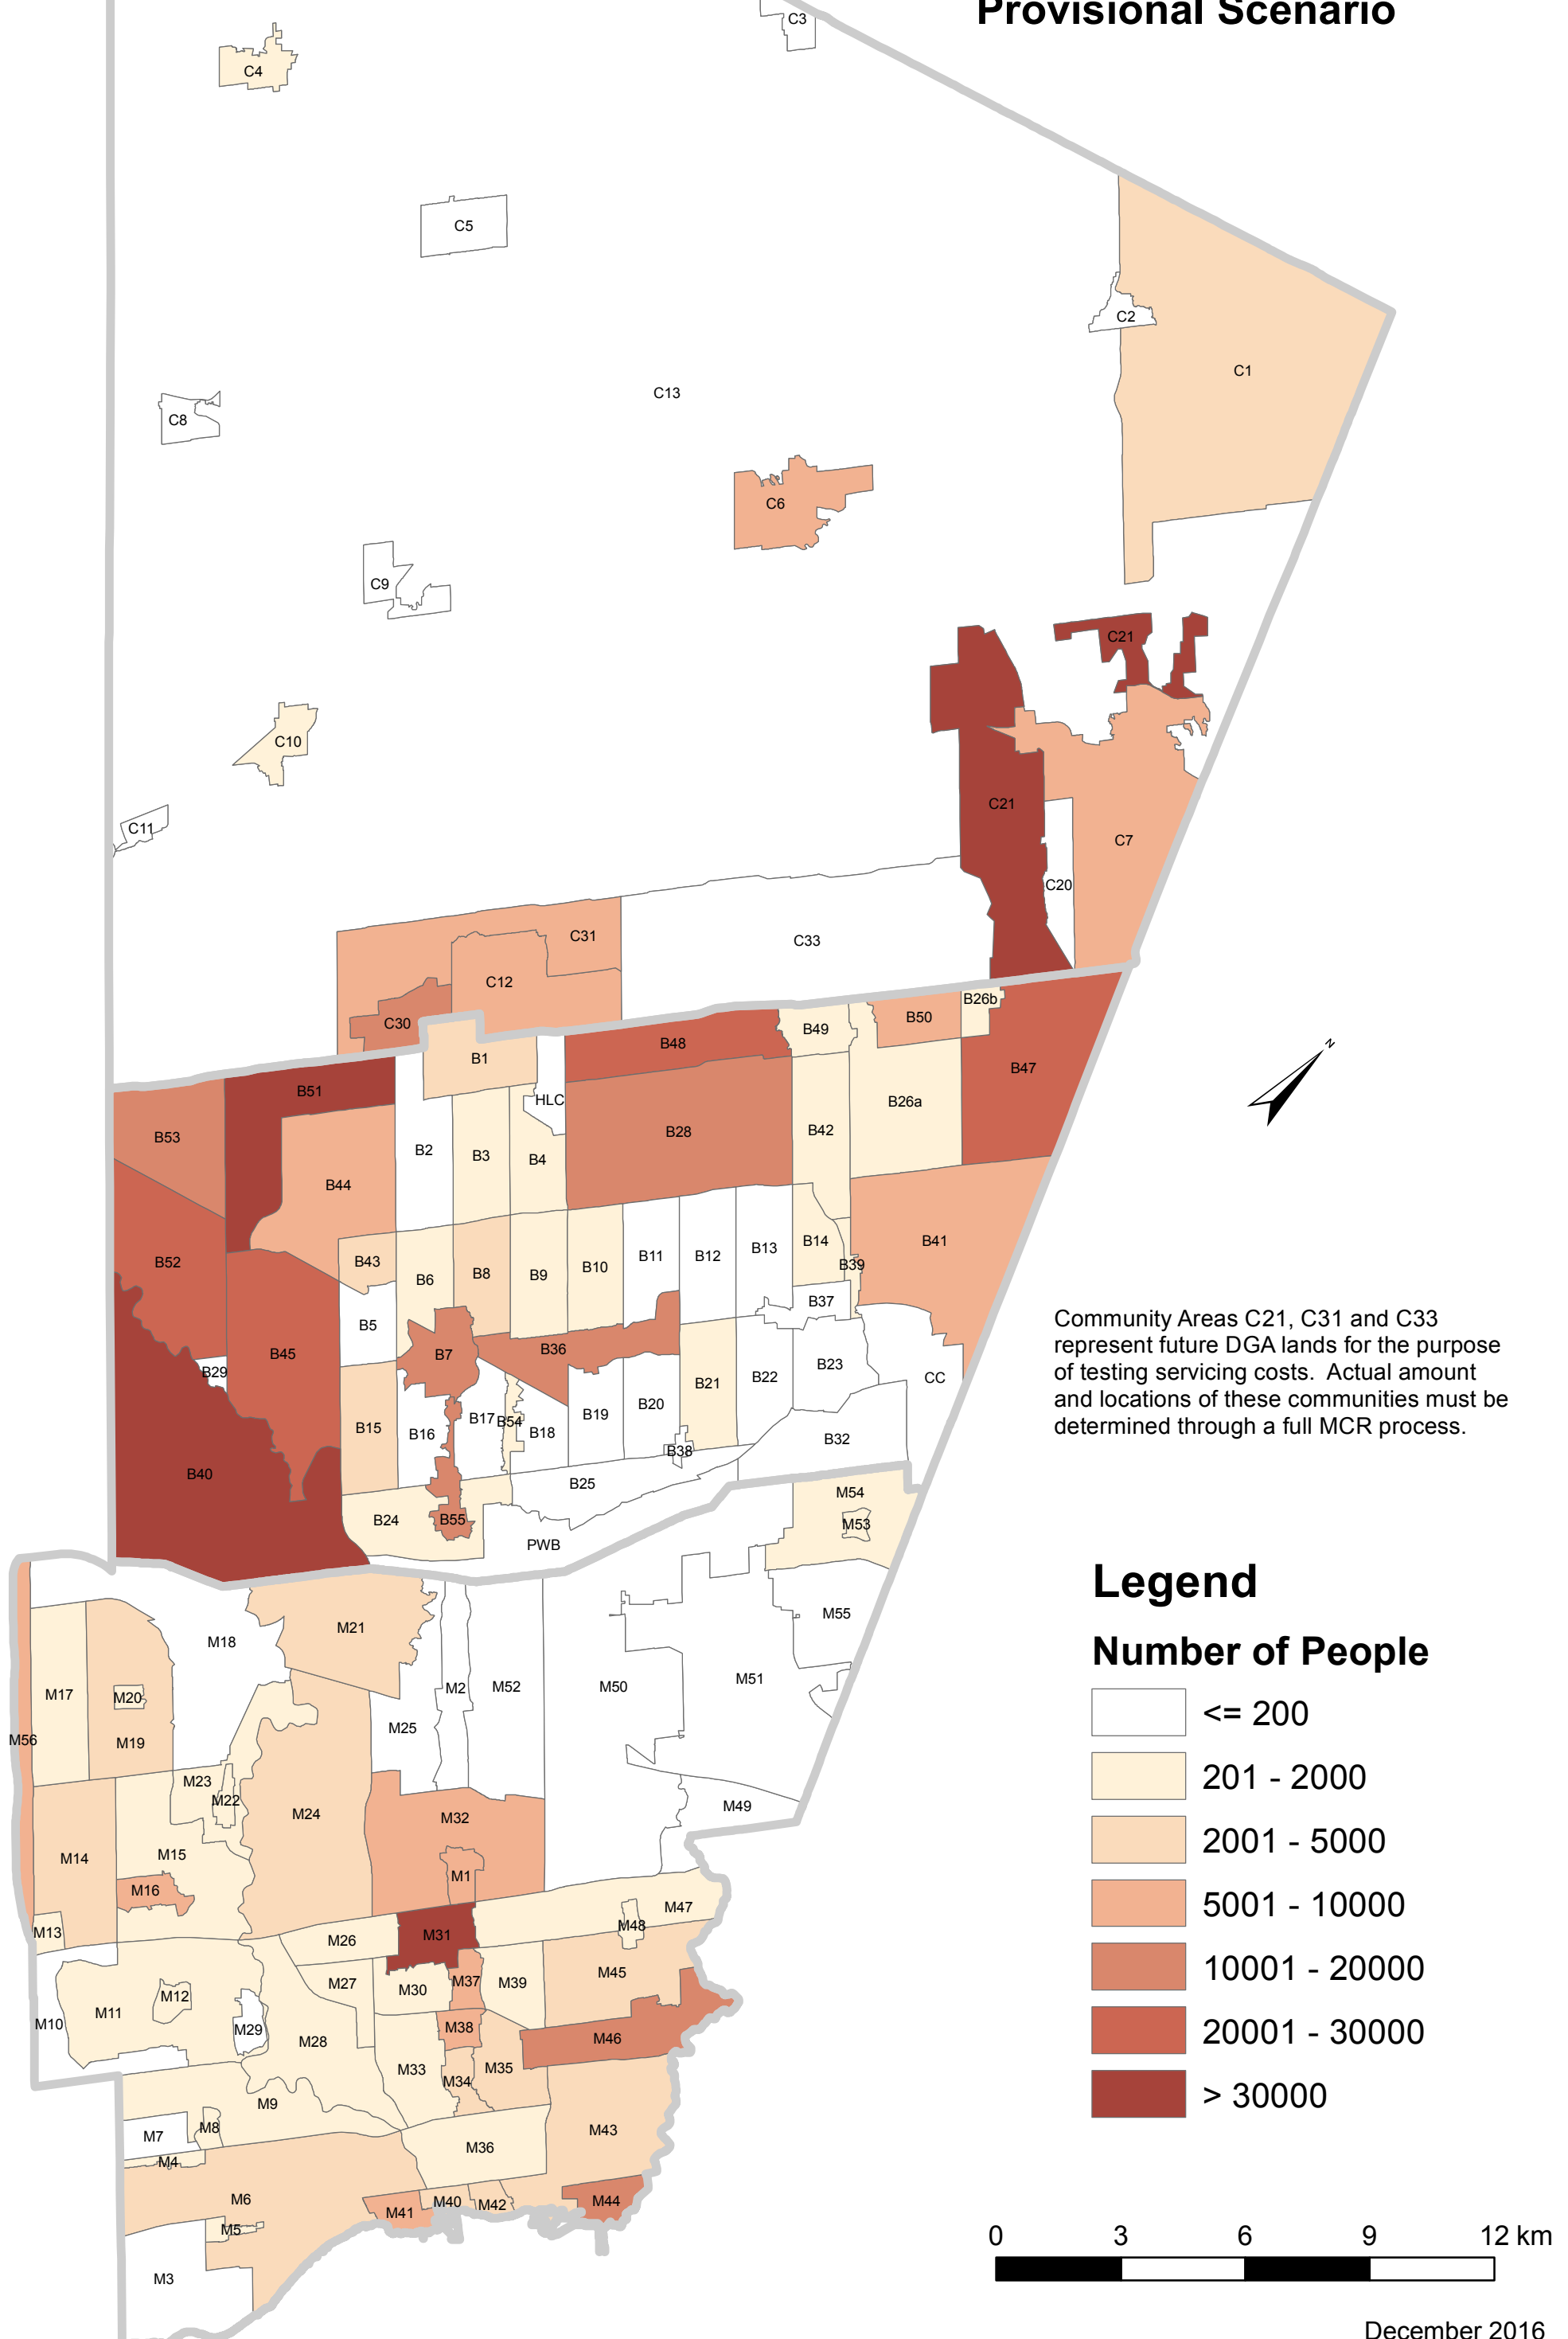 Provisional Scenario
C3
C4
C5
C2
C1
C13
C8
C6
C9
C21
C10
C21
C11
C7
C20
C31
C33
C12
C30
B26b
B50
B49
B48
B1
B47
B51
HLC
B26a
B28
B42
B53
B2
B3
B4
B44
B41
B14
B13
B12
B11
B43
B52
B39
B10
B8
B9
B6
B37
B5
B36
B7
B45
B29
B23
B22
CC
B21
B20
B19
B54
B17
B18
B16
B15
B32
B38
B40
B25
B24
B55
PWB
Community Areas C21, C31 and C33
represent future DGA lands for the purpose
of testing servicing costs.  Actual amount
and locations of these communities must be
determined through a full MCR process.
N
M54
M53
M55
M21
M18
M51
M50
M52
M2
M17
M20
M25
M56
M19
M23
M22
M49
M24
M32
M15
M14
M1
M16
M47
M48
M13
M31
M26
M45
M37
M39
M27
M30
M12
M11
M10
M29
M38
M46
M28
M35
M33
M34
M9
M8
M7
M43
M36
M4
M6
M40
M42
M44
M41
M5
M3
Legend
Number of People
<= 200
201 - 2000
2001 - 5000
5001 - 10000
10001 - 20000
20001 - 30000
> 30000
0 3 6 9 12 km
December 2016